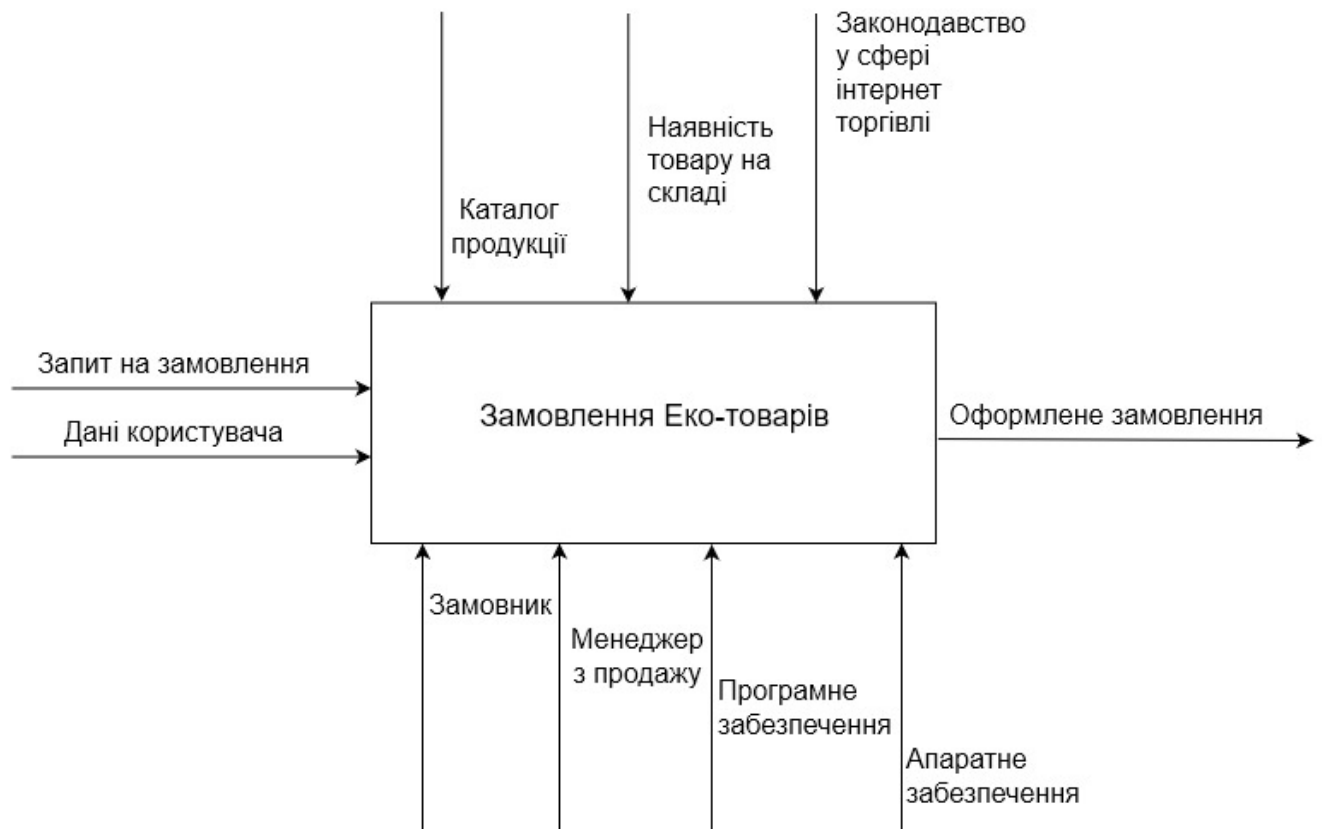 Законодавство
у сфері
інтернет
торгівлі
Наявність
товару на
складі
Каталог
продукції
Запит на замовлення
Дані користувача
Замовлення Еко-товарів
Оформлене замовлення
Замовник
Менеджер
з продажу
Програмне
забезпечення
Апаратне
забезпечення